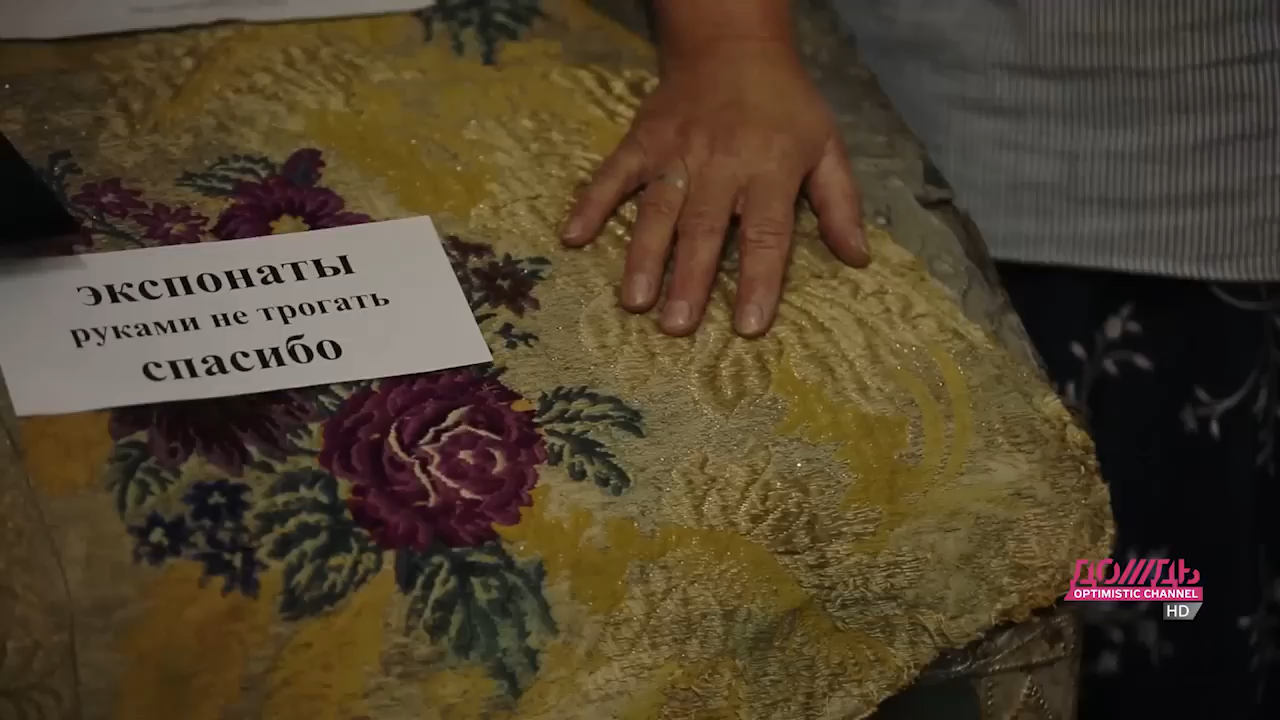 экспонаты
руками не трогать
спасибо
ДОЖДЬ
OPTIMISTIC CHANNEL
HD